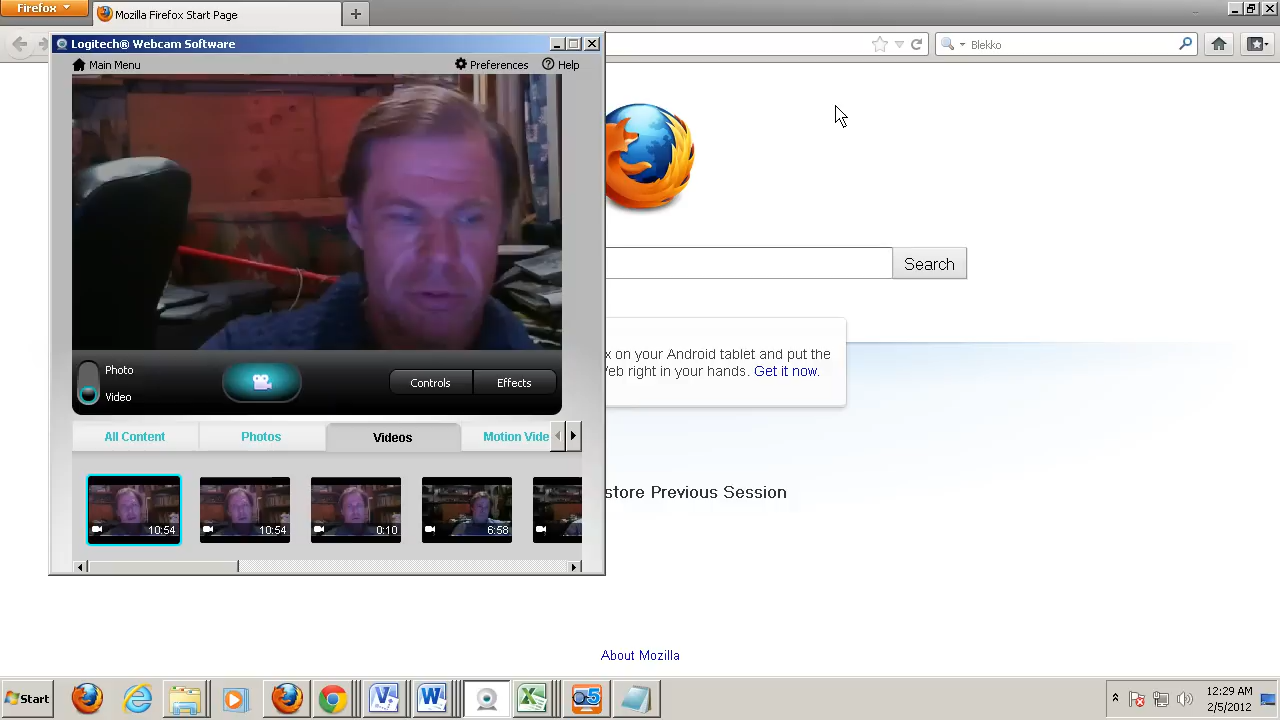 Firefox
Mozilla Firefox Start Page
Logitech® Webcam Software
Blekko
Main Menu
Preferences
Help
Search
x on your Android tablet and put the
Web right in your hands. Get it now.
Photo
Video
Controls
Effects
All Content
Photos
Videos
Motion Vide
10:54
10:54
0:10
6:58
store Previous Session
About Mozilla
Start
12:29 AM
2/5/2012